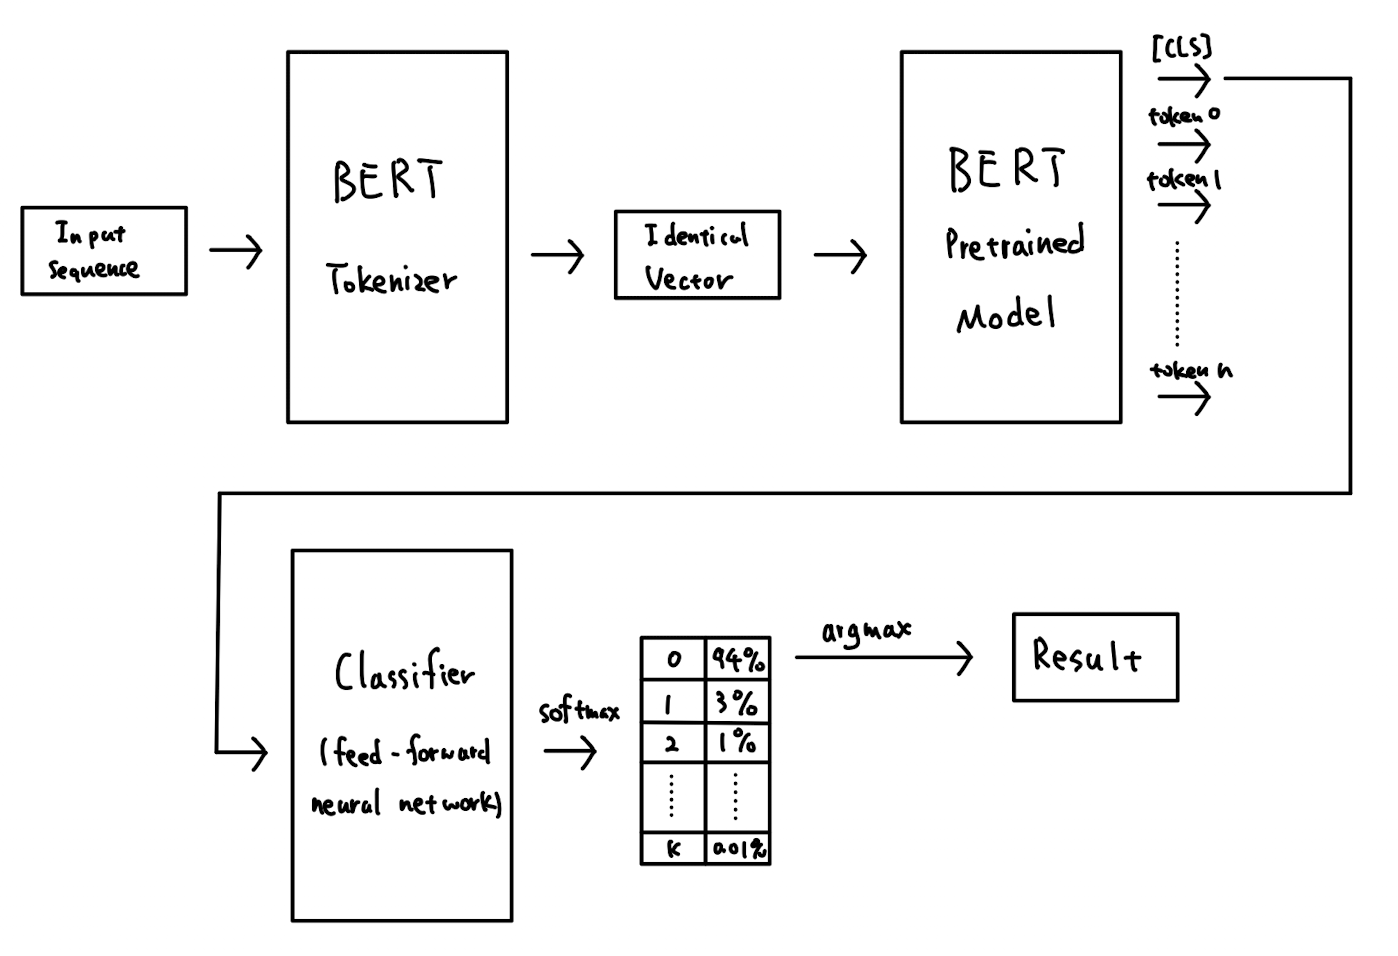 Input
Sequence
BERT
Tokenizer
Identical
Vector
BERT
Pretrained
Model
[CLS]
token 0
token 1
token n
Classifier
(feed-forward
neural network)
softmax
0 94%
1 3%
2 1%
K 0.01%
argmax
Result